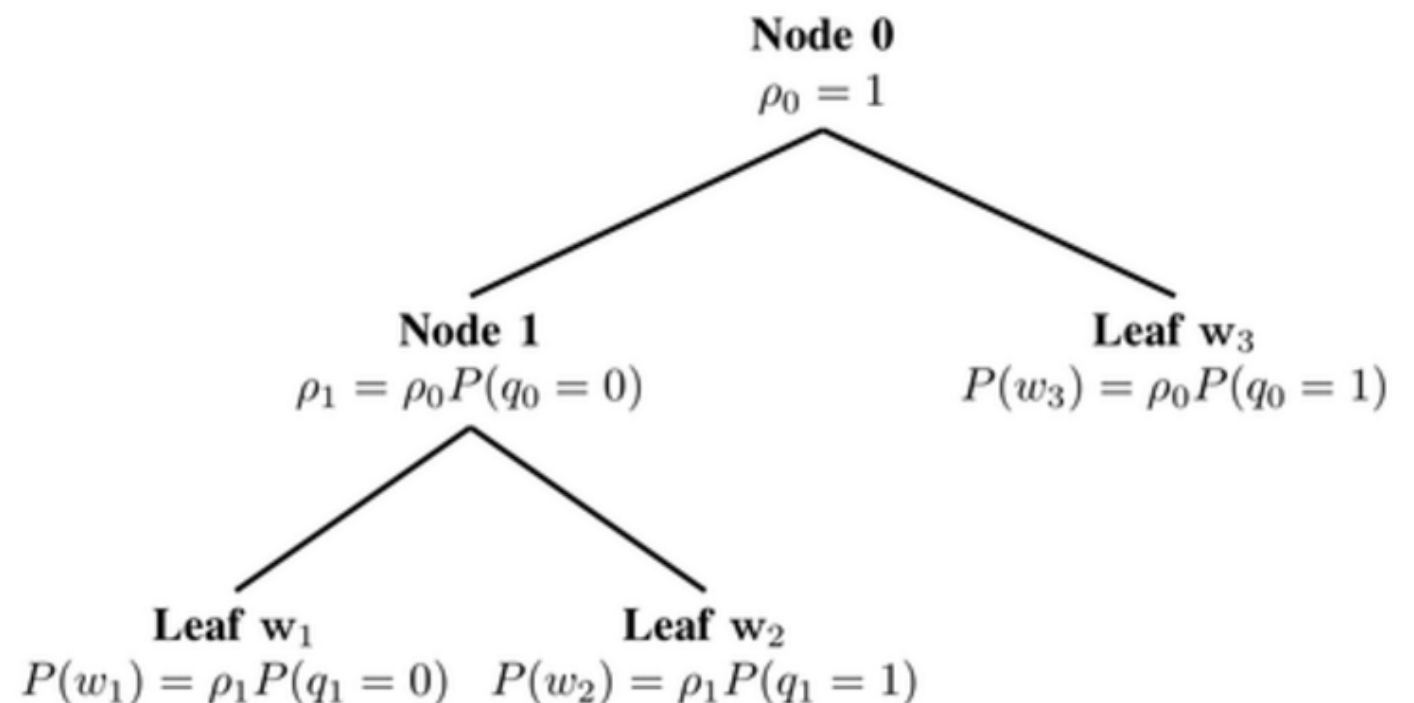 Node 0
ρ₀ = 1
Node 1
ρ₁ = ρ₀P(q₀ = 0)
Leaf w₃
P(w₃) = ρ₀P(q₀ = 1)
Leaf w₁
P(w₁) = ρ₁P(q₁ = 0)
Leaf w₂
P(w₂) = ρ₁P(q₁ = 1)